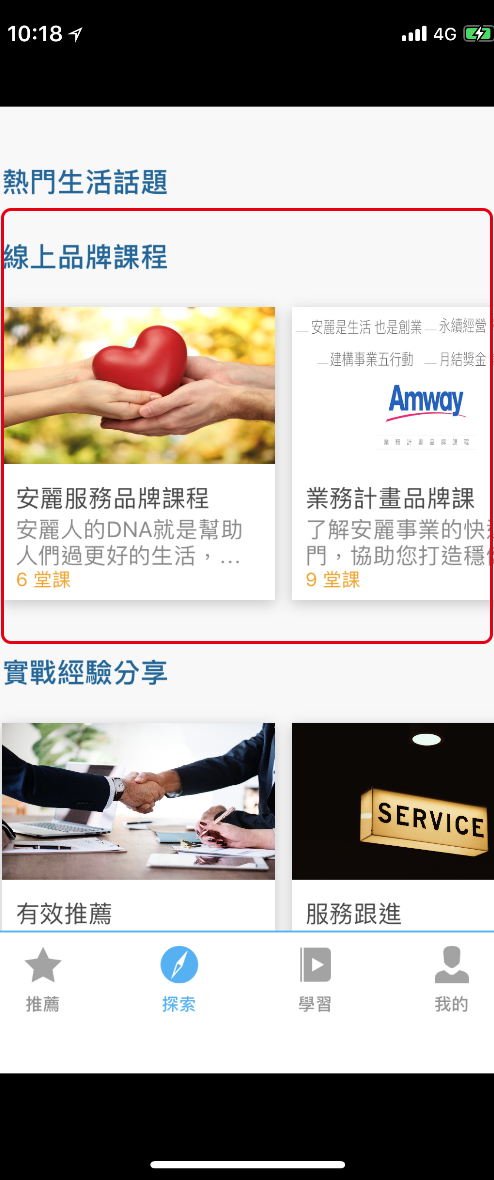 10:18
4G
熱門生活話題
線上品牌課程
安麗是生活 也是創業
永續經營
建構事業五行動
月結獎金
Amway
業務計畫品牌課程
安麗服務品牌課程
安麗人的DNA就是幫助
人們過更好的生活，...
6 堂課
業務計畫品牌課
了解安麗事業的快
門，協助您打造穩
9 堂課
實戰經驗分享
SERVICE
有效推薦
服務跟進
推薦
探索
學習
我的